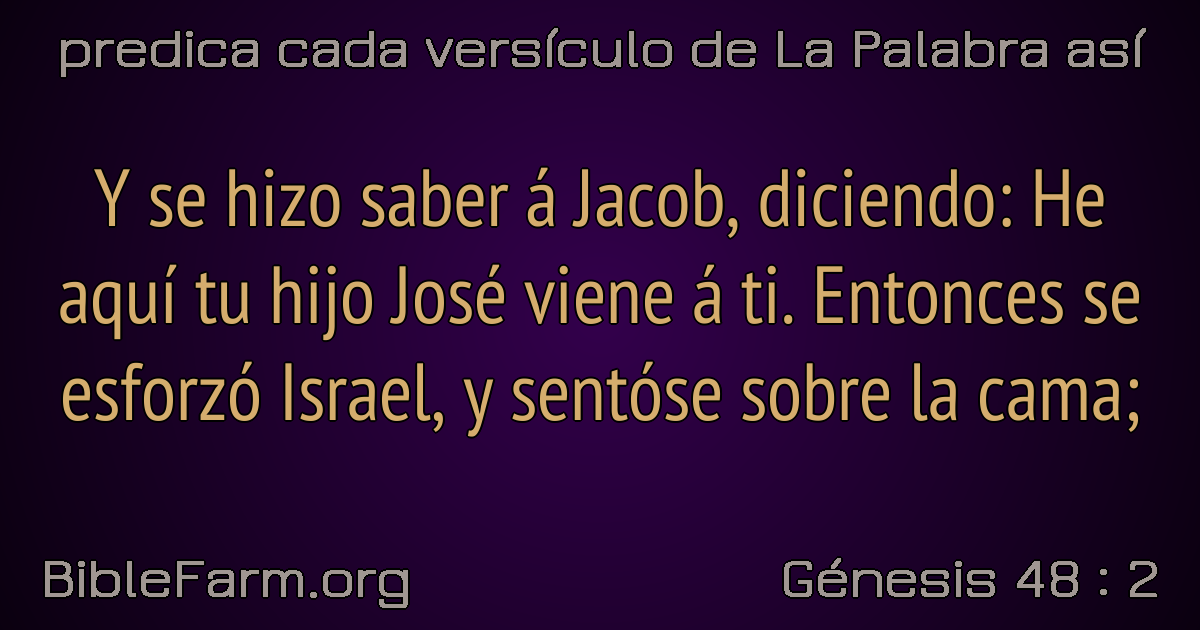 predica cada versículo de La Palabra así
Y se hizo saber á Jacob, diciendo: He
aquí tu hijo José viene á ti. Entonces se
esforzó Israel, y sentóse sobre la cama;
BibleFarm.org
Génesis 48 : 2